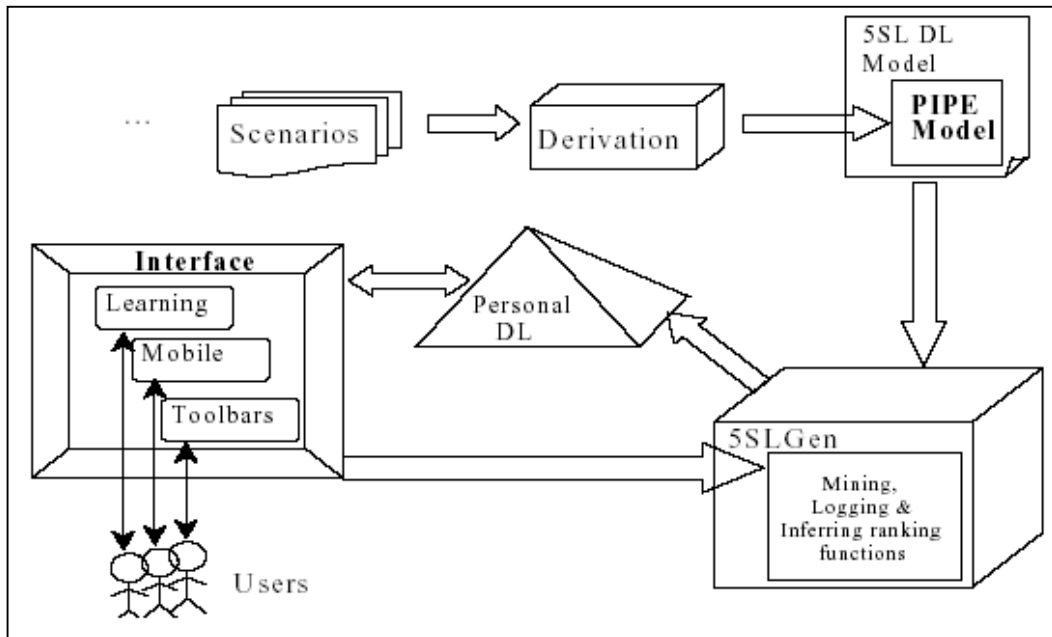 ...
Scenarios
Derivation
5SL DL
Model
PIPE
Model
Interface
Learning
Mobile
Toolbars
Personal
DL
5SLGen
Mining,
Logging &
Inferring ranking
functions
Users